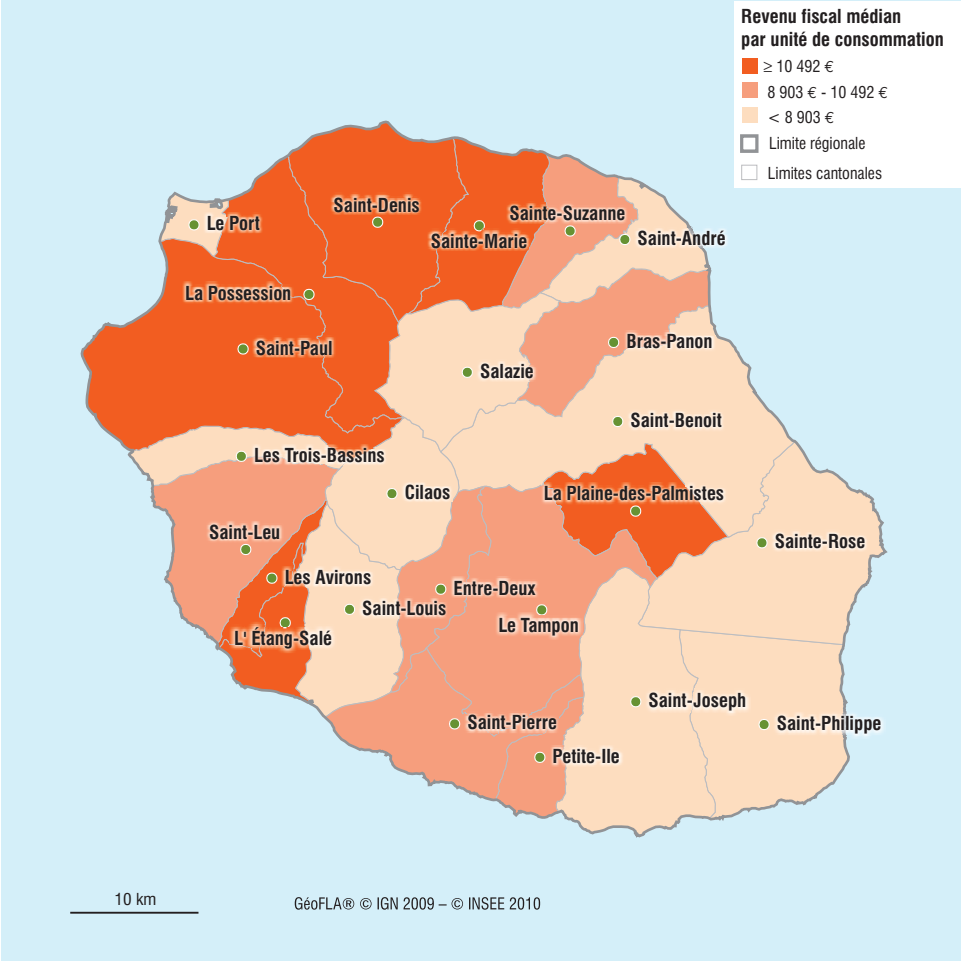 Revenu fiscal médian
par unité de consommation
≥ 10 492 €
8 903 € - 10 492 €
< 8 903 €
Limite régionale
Limites cantonales
Saint-Denis
Le Port
Sainte-Suzanne
Sainte-Marie
Saint-André
La Possession
Saint-Paul
Bras-Panon
Salazie
Saint-Benoit
Les Trois-Bassins
Cilaos
La Plaine-des-Palmistes
Saint-Leu
Sainte-Rose
Les Avirons
Entre-Deux
Saint-Louis
Le Tampon
L' Étang-Salé
Saint-Joseph
Saint-Pierre
Saint-Philippe
Petite-Ile
10 km
GéoFLA® © IGN 2009 – © INSEE 2010